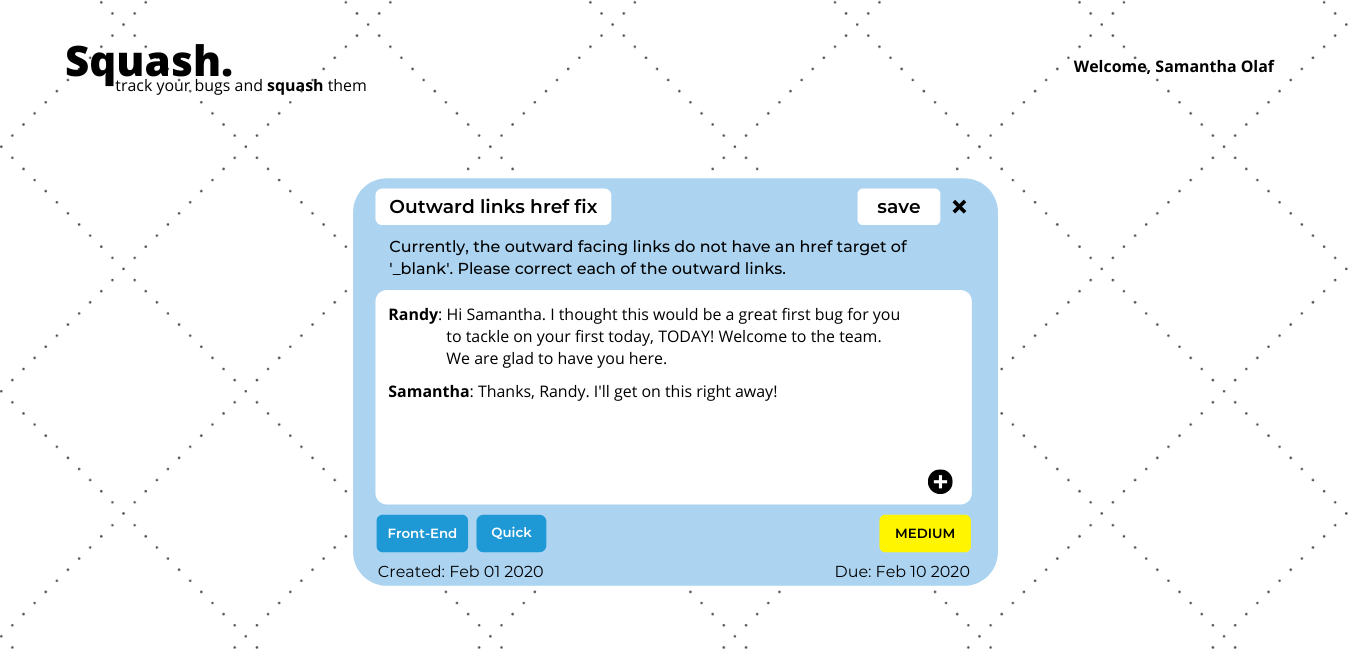 Squash.
track your bugs and squash them
Welcome, Samantha Olaf
Outward links href fix
save
Currently, the outward facing links do not have an href target of
'_blank'. Please correct each of the outward links.
Randy: Hi Samantha. I thought this would be a great first bug for you
to tackle on your first today, TODAY! Welcome to the team.
We are glad to have you here.
Samantha: Thanks, Randy. I'll get on this right away!
Front-End
Quick
MEDIUM
Created: Feb 01 2020
Due: Feb 10 2020